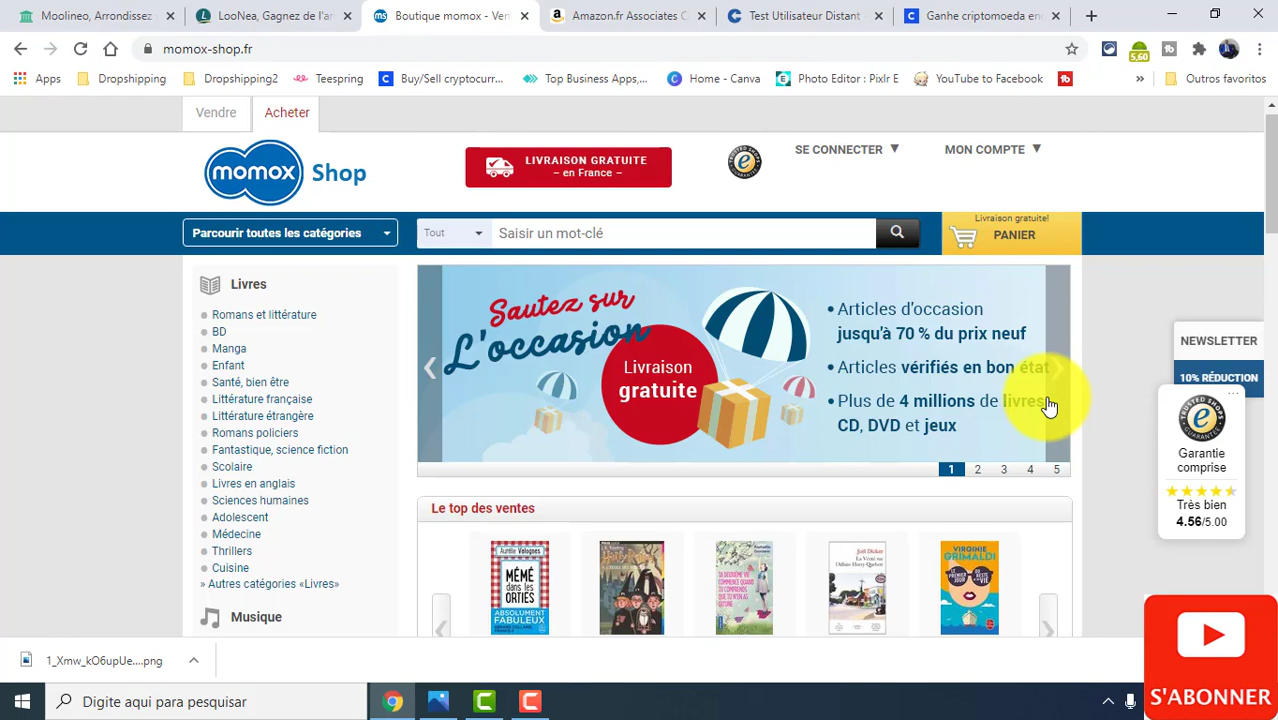 Moolineo, Arrondissez
LooNea, Gagnez de l'ar
Boutique momox - Ven
Amazon.fr Associates C
Test Utilisateur Distant
Ganhe criptomoeda en
momox-shop.fr
5,60
Apps
Dropshipping
Dropshipping2
Teespring
Buy/Sell cryptocurr...
Top Business Apps,...
Home - Canva
Photo Editor : Pixlr E
YouTube to Facebook
»
Outros favoritos
Vendre
Acheter
momox Shop
LIVRAISON GRATUITE
– en France –
SE CONNECTER
MON COMPTE
Parcourir toutes les catégories
Tout
Saisir un mot-clé
Livraison gratuite!
PANIER
Livres
Romans et littérature
BD
Manga
Enfant
Santé, bien être
Littérature française
Littérature étrangère
Romans policiers
Fantastique, science fiction
Scolaire
Livres en anglais
Sciences humaines
Adolescent
Médecine
Thrillers
Cuisine
» Autres catégories «Livres»
Musique
Sautez sur
L'occasion
Livraison
gratuite
• Articles d'occasion
jusqu'à 70 % du prix neuf
• Articles vérifiés en bon état
• Plus de 4 millions de livres
CD, DVD et jeux
1 2 3 4 5
Le top des ventes
MÉMÉ
DANS LES
ORTIES
ABSOLUMENT
FABULEUX
VIRGINIE
GRIMALDI
NEWSLETTER
10% RÉDUCTION
Garantie
comprise
Très bien
4.56/5.00
1_Xmw_kO6upUe....png
Digite aqui para pesquisar
S'ABONNER